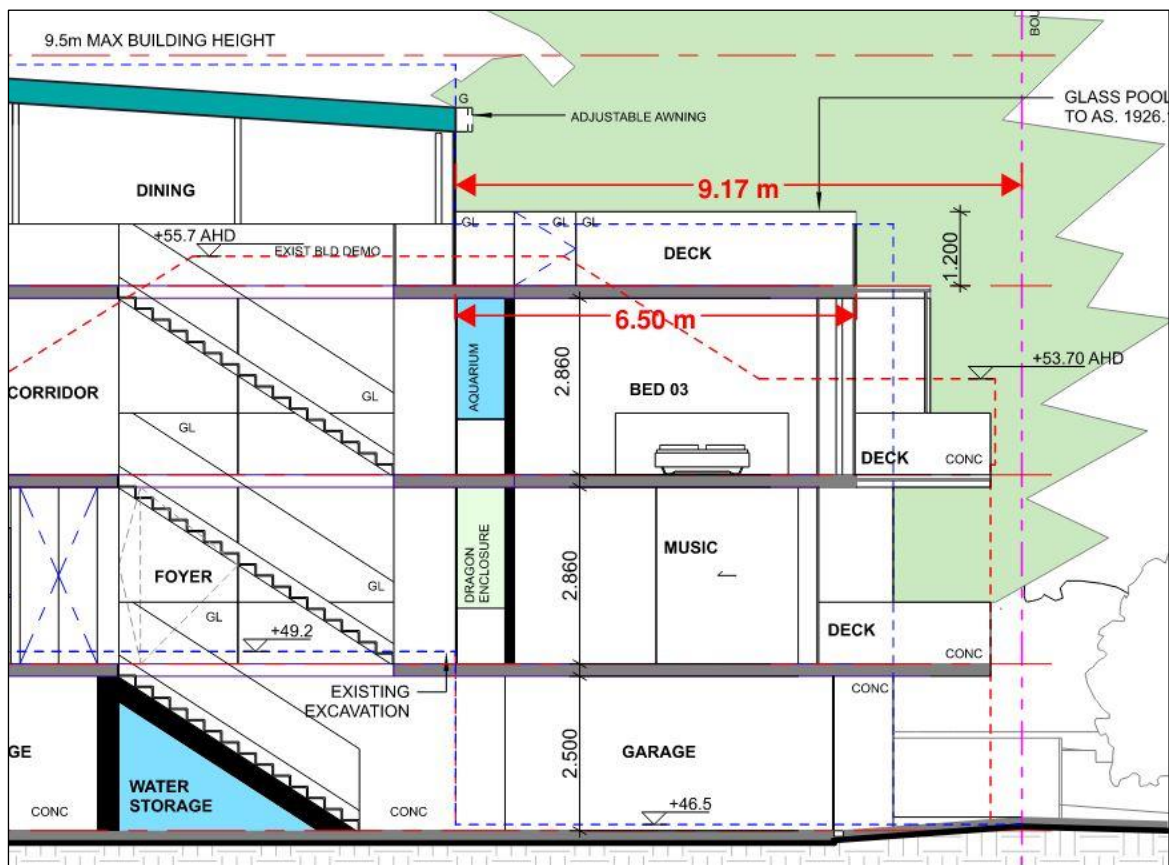 9.5m MAX BUILDING HEIGHT
BOU
G
ADJUSTABLE AWNING
GLASS POOL
TO AS. 1926.
DINING
9.17 m
+55.7 AHD
EXIST BLD DEMO
GL
GL
GL
DECK
1.200
6.50 m
+53.70 AHD
CORRIDOR
AQUARIUM
2.860
BED 03
GL
GL
DECK
CONC
FOYER
DRAGON
ENCLOSURE
2.860
MUSIC
GL
GL
DECK
+49.2
CONC
EXISTING
EXCAVATION
CONC
GE
2.500
GARAGE
WATER
STORAGE
CONC
CONC
+46.5